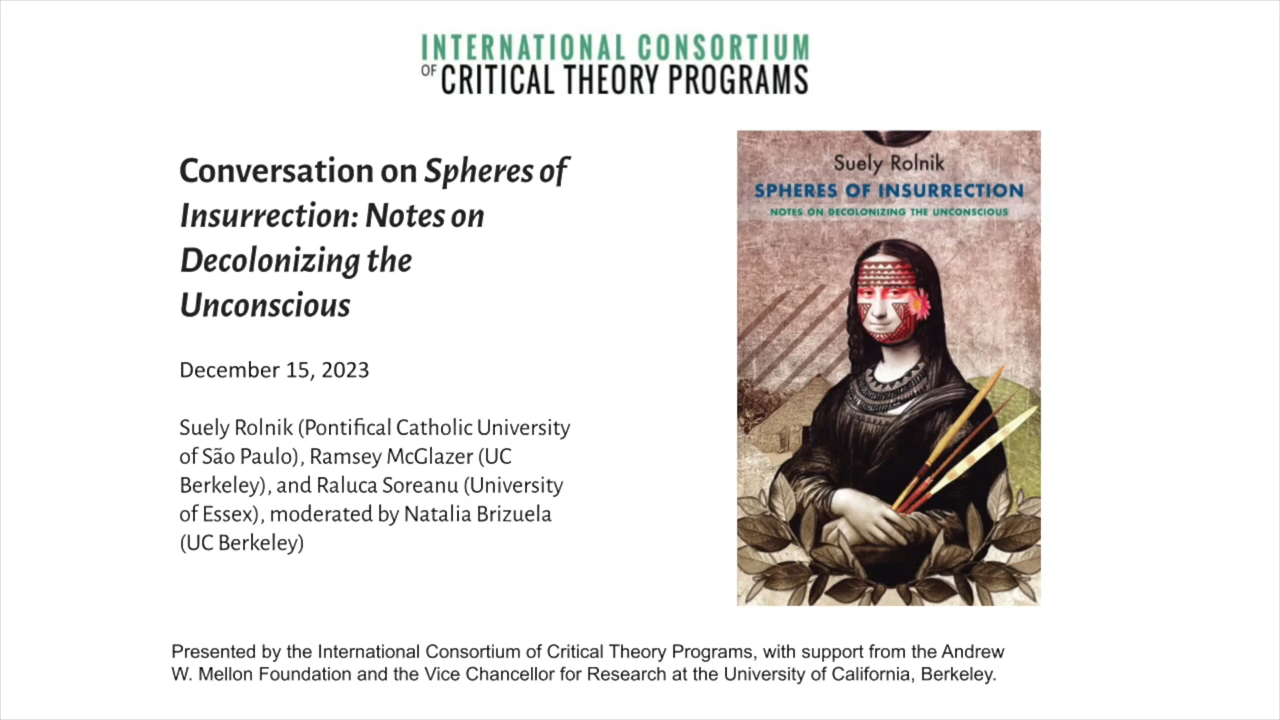 INTERNATIONAL CONSORTIUM
OF CRITICAL THEORY PROGRAMS
Conversation on Spheres of
Insurrection: Notes on
Decolonizing the
Unconscious
December 15, 2023
Suely Rolnik (Pontifical Catholic University
of São Paulo), Ramsey McGlazer (UC
Berkeley), and Raluca Soreanu (University
of Essex), moderated by Natalia Brizuela
(UC Berkeley)
Suely Rolnik
SPHERES OF INSURRECTION
NOTES ON DECOLONIZING THE UNCONSCIOUS
Presented by the International Consortium of Critical Theory Programs, with support from the Andrew
W. Mellon Foundation and the Vice Chancellor for Research at the University of California, Berkeley.